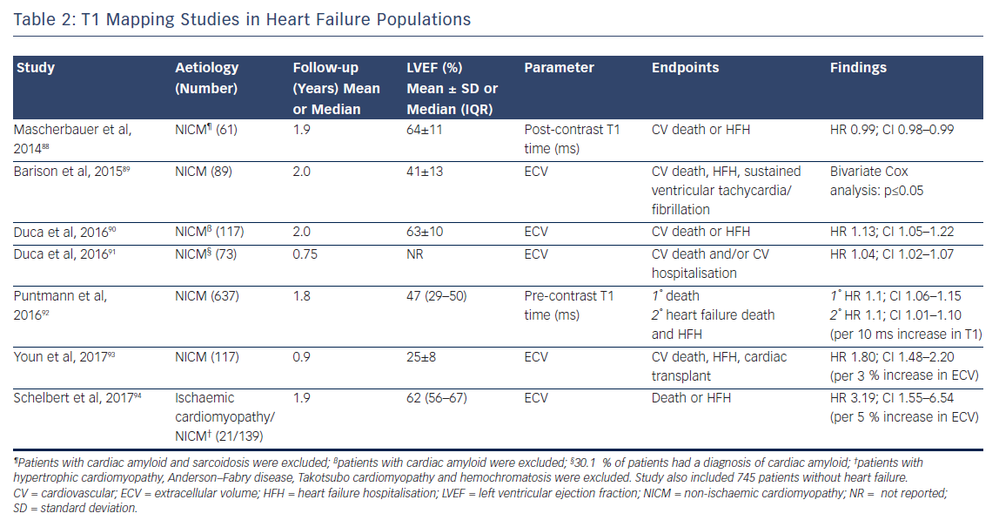 Table 2: T1 Mapping Studies in Heart Failure Populations
Study Aetiology Follow-up LVEF (%) Parameter Endpoints Findings
(Number) (Years) Mean Mean ± SD or
or Median Median (IQR)
Mascherbauer et al, NICM¶ (61) 1.9 64±11 Post-contrast T1 CV death or HFH HR 0.99; CI 0.98–0.99
2014⁸⁸ time (ms)
Barison et al, 2015⁸⁹ NICM (89) 2.0 41±13 ECV CV death, HFH, sustained Bivariate Cox
ventricular tachycardia/ analysis: p≤0.05
fibrillation
Duca et al, 2016⁹⁰ NICMᵝ (117) 2.0 63±10 ECV CV death or HFH HR 1.13; CI 1.05–1.22
Duca et al, 2016⁹¹ NICM§ (73) 0.75 NR ECV CV death and/or CV HR 1.04; CI 1.02–1.07
hospitalisation
Puntmann et al, NICM (637) 1.8 47 (29–50) Pre-contrast T1 1° death 1° HR 1.1; CI 1.06–1.15
2016⁹² time (ms) 2° heart failure death 2° HR 1.1; CI 1.01–1.10
and HFH (per 10 ms increase in T1)
Youn et al, 2017⁹³ NICM (117) 0.9 25±8 ECV CV death, HFH, cardiac HR 1.80; CI 1.48–2.20
transplant (per 3 % increase in ECV)
Schelbert et al, 2017⁹⁴ Ischaemic 1.9 62 (56–67) ECV Death or HFH HR 3.19; CI 1.55–6.54
cardiomyopathy/ (per 5 % increase in ECV)
NICM† (21/139)
¶Patients with cardiac amyloid and sarcoidosis were excluded; ᵝpatients with cardiac amyloid were excluded; §30.1 % of patients had a diagnosis of cardiac amyloid; †patients with
hypertrophic cardiomyopathy, Anderson–Fabry disease, Takotsubo cardiomyopathy and hemochromatosis were excluded. Study also included 745 patients without heart failure.
CV = cardiovascular; ECV = extracellular volume; HFH = heart failure hospitalisation; LVEF = left ventricular ejection fraction; NICM = non-ischaemic cardiomyopathy; NR = not reported;
SD = standard deviation.